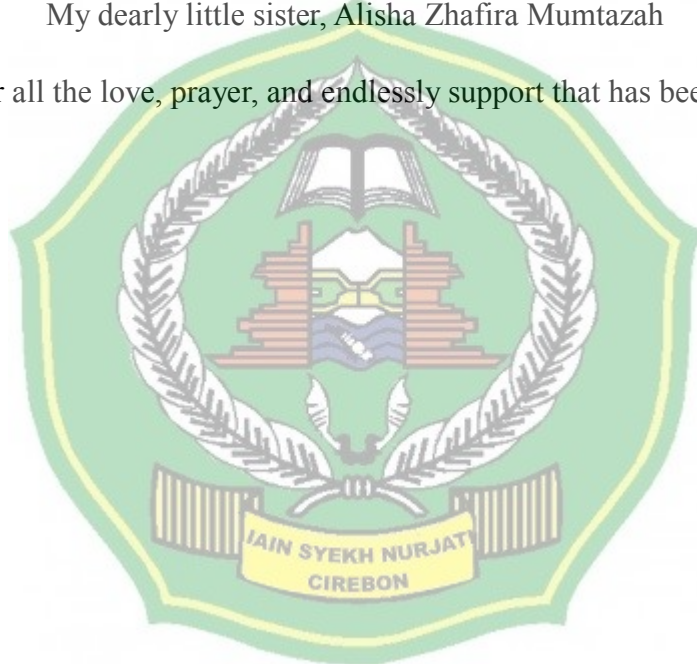 My dearly little sister, Alisha Zhafira Mumtazah
all the love, prayer, and endlessly support that has
IAIN SYEKH NURJATI
CIREBON